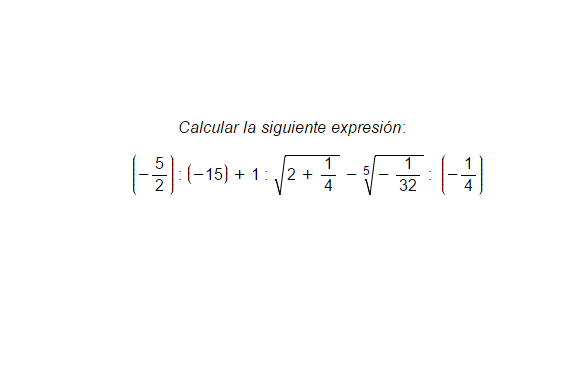 Calcular la siguiente expresión:
(−5/2) : (−15) + 1 : √(2 + 1/4) − ⁵√(−1/32) : (−1/4)